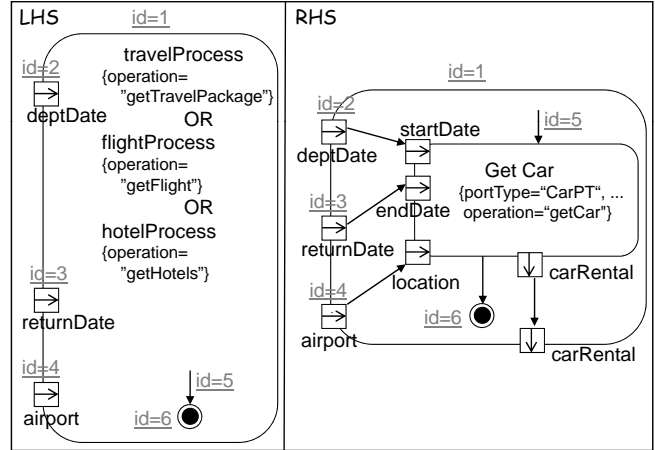 LHS
id=1
travelProcess
{operation=
"getTravelPackage"}
OR
flightProcess
{operation=
"getFlight"}
OR
hotelProcess
{operation=
"getHotels"}
id=2
deptDate
id=3
returnDate
id=4
airport
id=5
id=6
RHS
id=1
id=2
deptDate
startDate
id=5
Get Car
{portType="CarPT", ...
operation="getCar"}
id=3
endDate
returnDate
location
carRental
id=4
id=6
airport
carRental